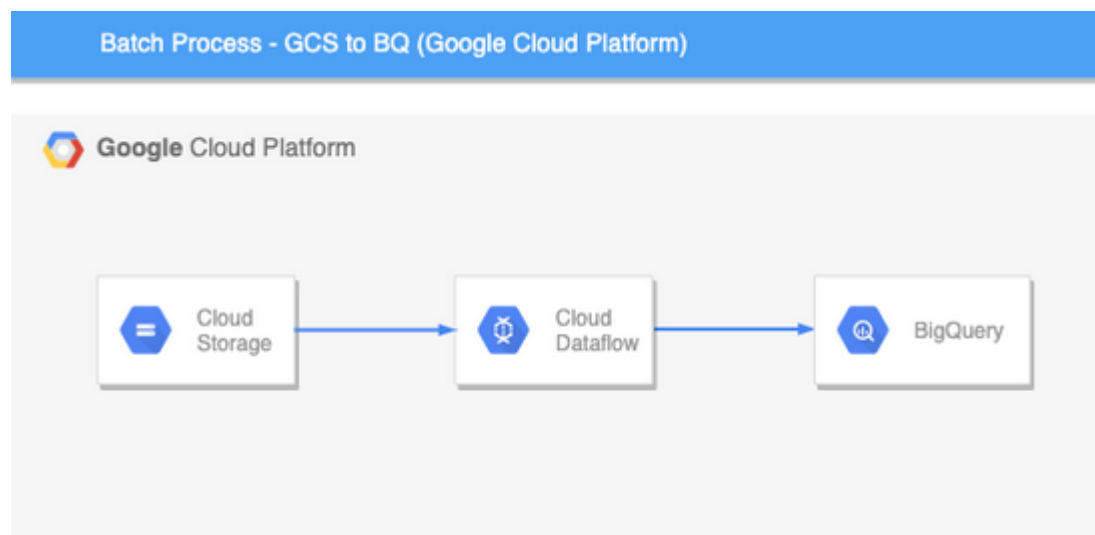 Batch Process - GCS to BQ (Google Cloud Platform)
Google Cloud Platform
Cloud
Storage
Cloud
Dataflow
BigQuery